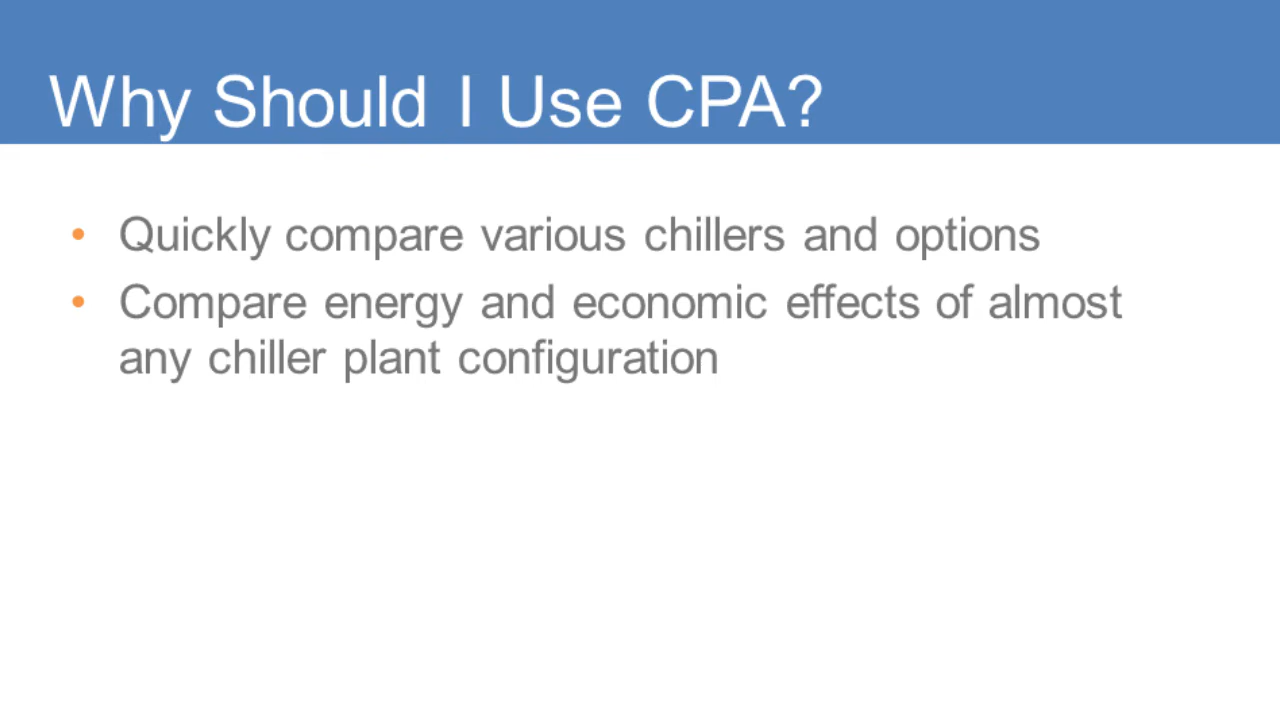 Why Should I Use CPA?
• Quickly compare various chillers and options
• Compare energy and economic effects of almost
any chiller plant configuration